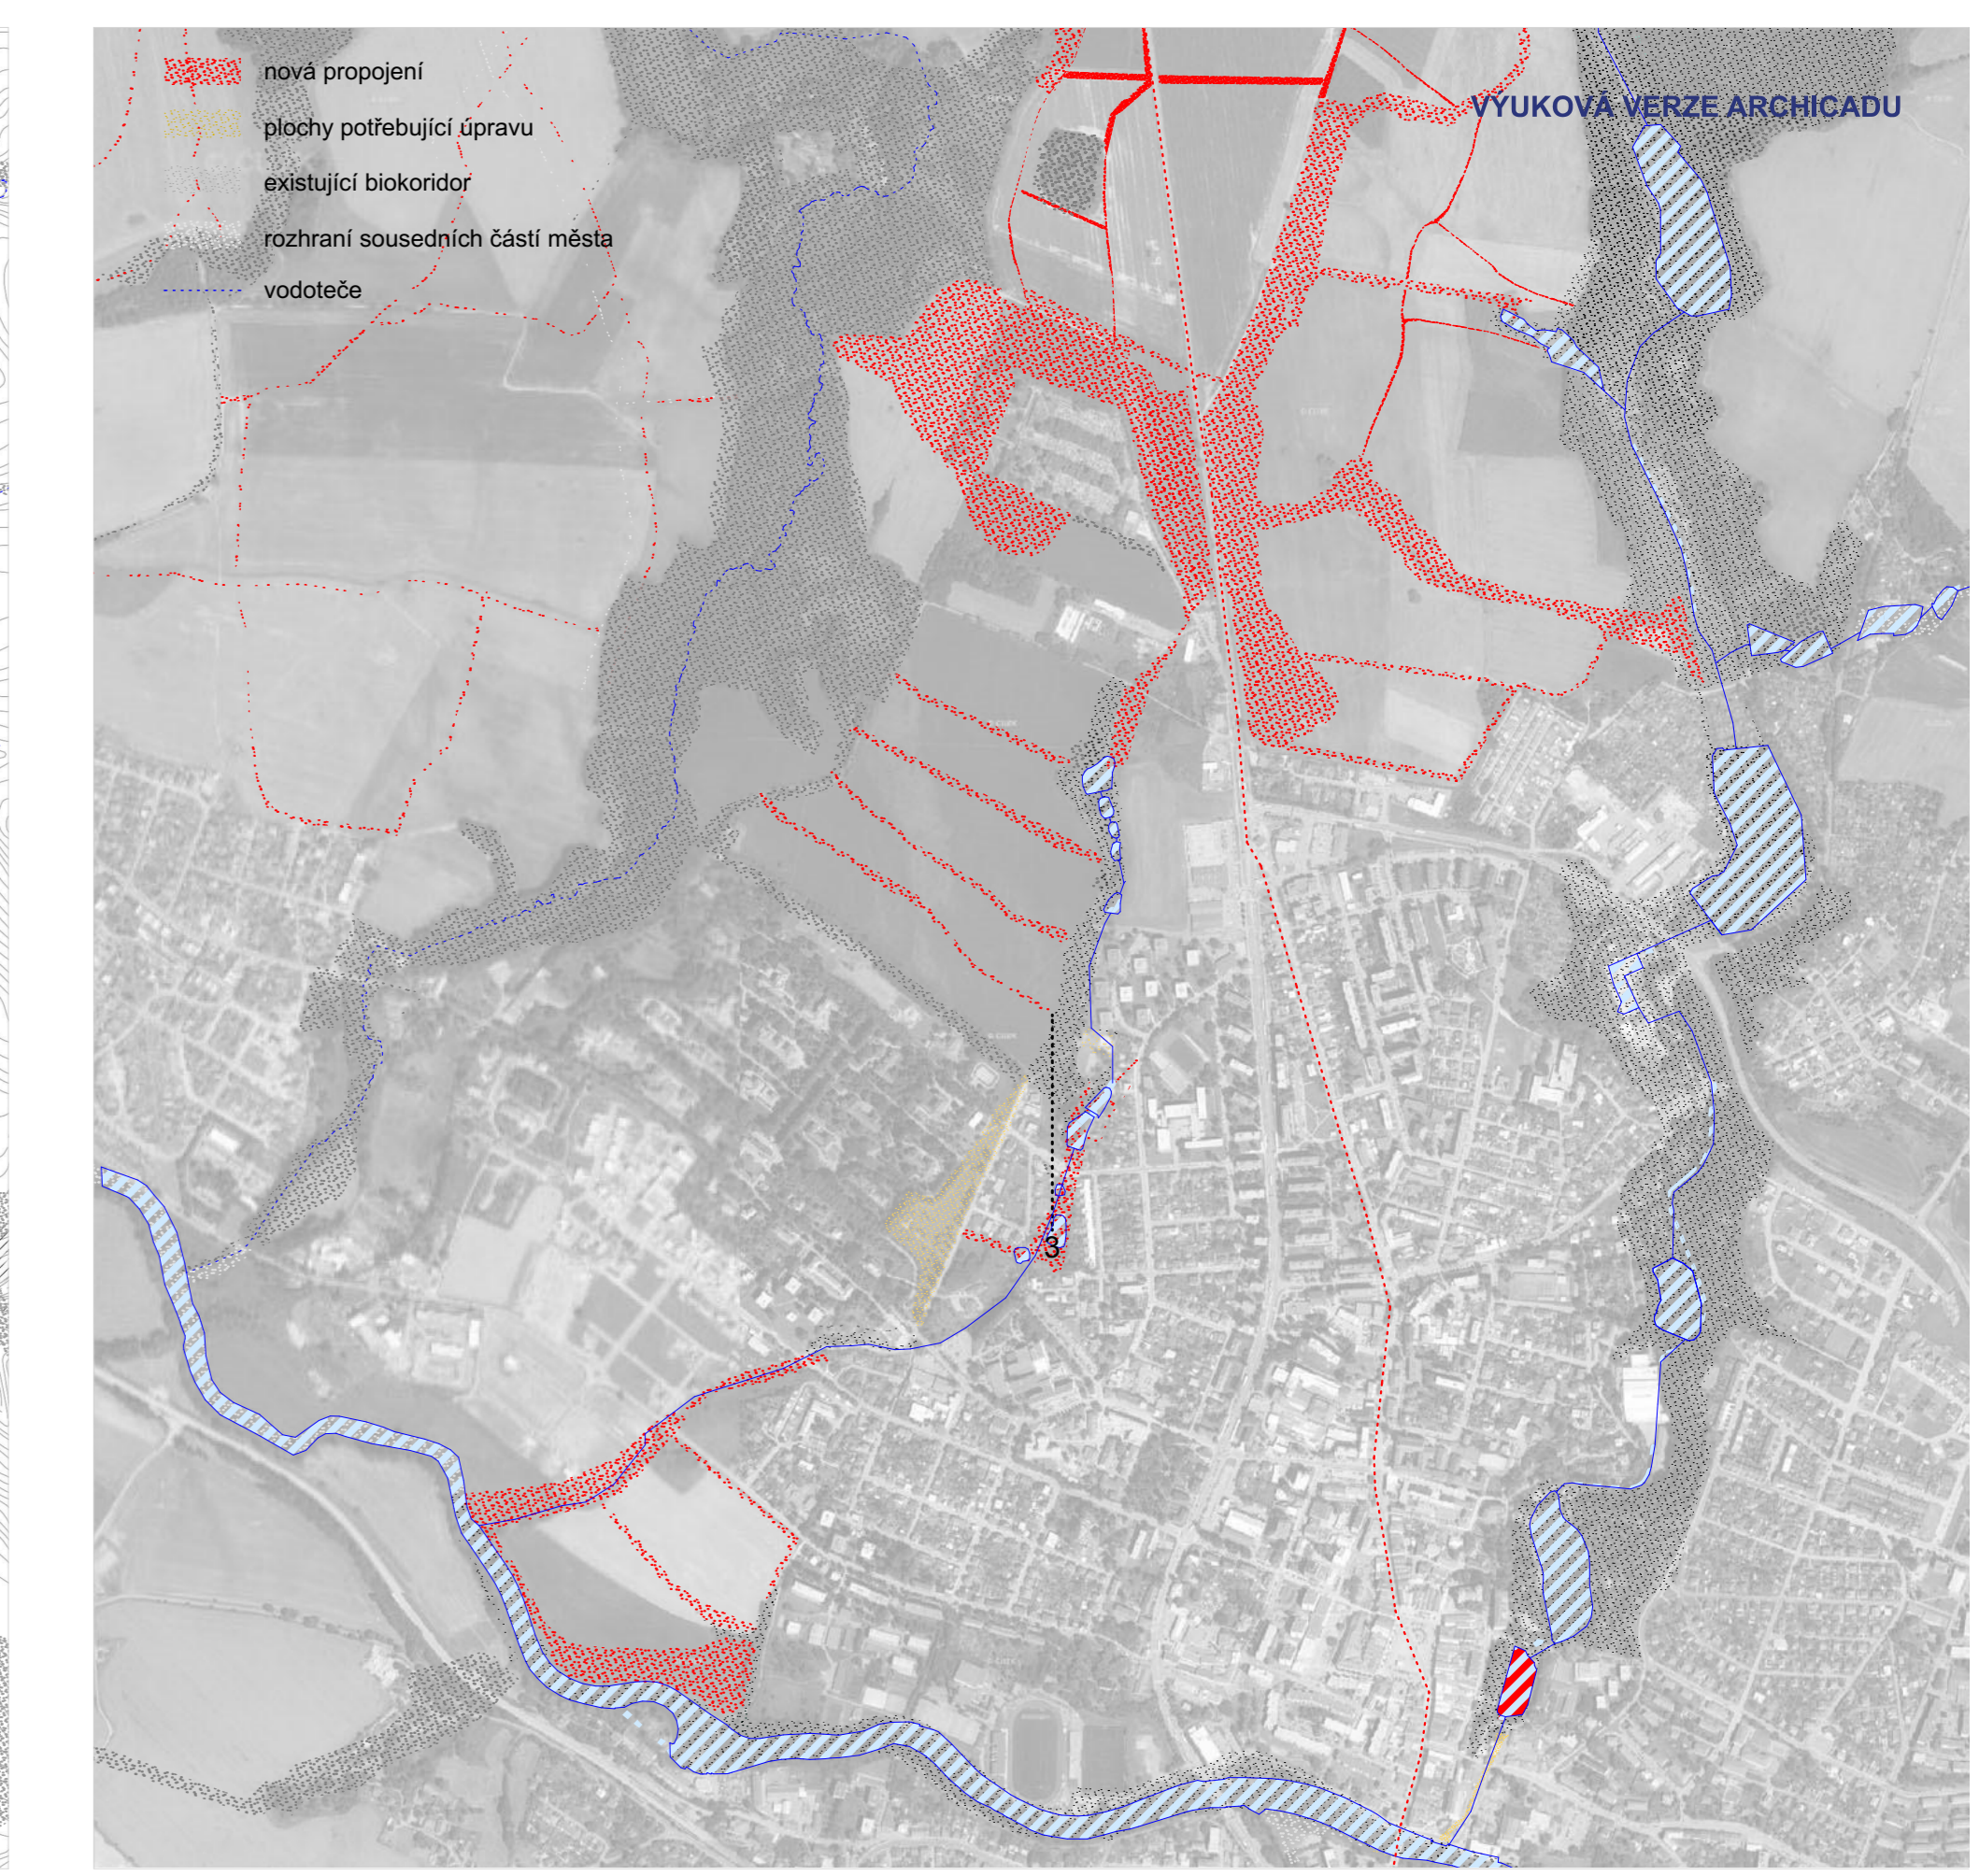 nová propojení
VÝUKOVÁ VERZE ARCHICADU
plochy potřebující úpravu
existující biokoridor
rozhraní sousedních částí města
vodoteče
3